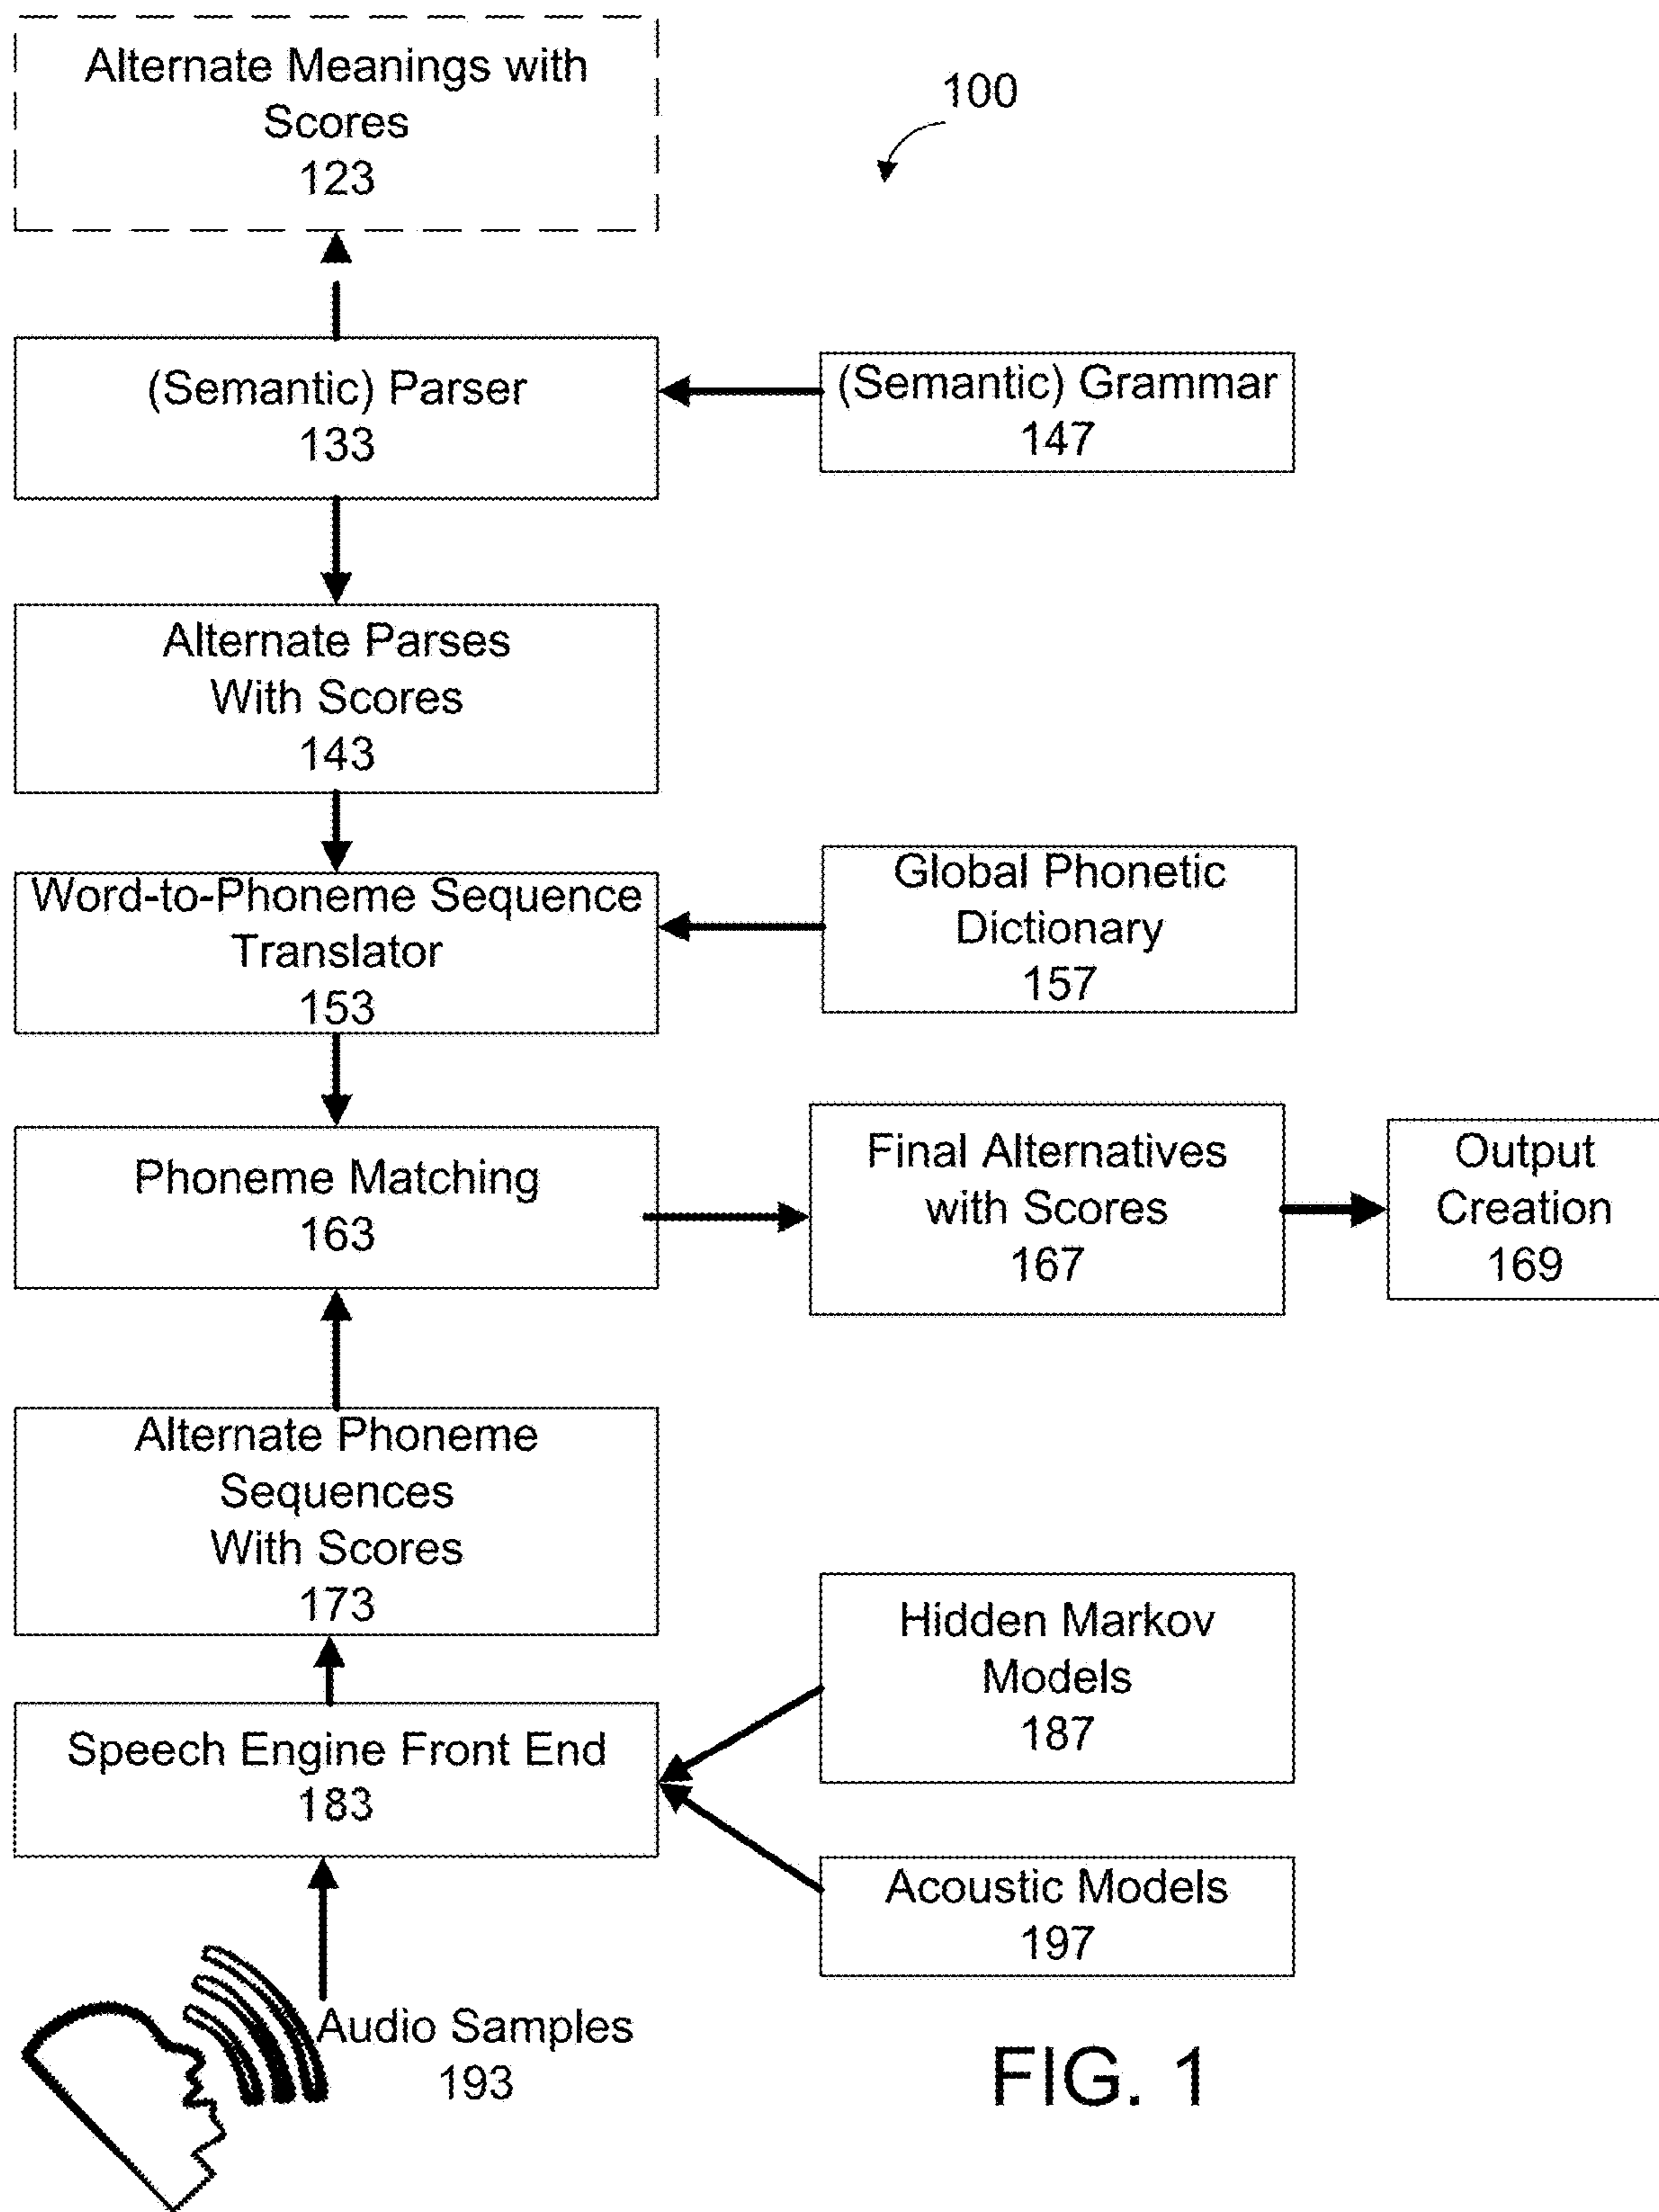 Alternate Meanings with
Scores
123
100
(Semantic) Parser
133
(Semantic) Grammar
147
Alternate Parses
With Scores
143
Word-to-Phoneme Sequence
Translator
153
Global Phonetic
Dictionary
157
Phoneme Matching
163
Final Alternatives
with Scores
167
Output
Creation
169
Alternate Phoneme
Sequences
With Scores
173
Hidden Markov
Models
187
Speech Engine Front End
183
Acoustic Models
197
Audio Samples
193
FIG. 1